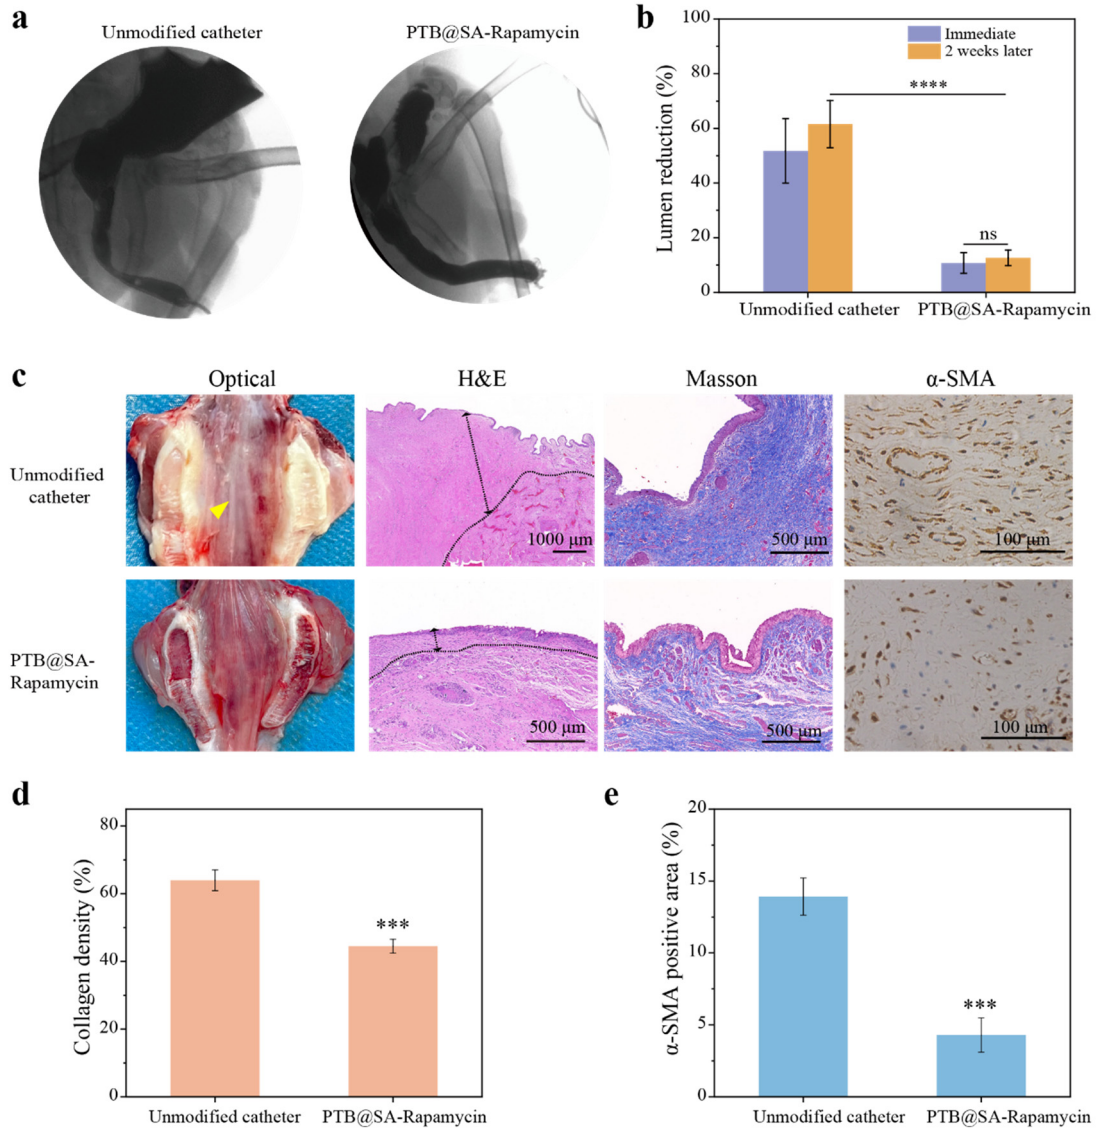 a
Unmodified catheter
PTB@SA-Rapamycin
b
Lumen reduction (%)
100
80
60
40
20
0
Immediate
2 weeks later
****
ns
Unmodified catheter
PTB@SA-Rapamycin
c
Optical
H&E
Masson
α-SMA
Unmodified
catheter
1000 μm
500 μm
100 μm
PTB@SA-
Rapamycin
500 μm
500 μm
100 μm
d
Collagen density (%)
80
60
40
20
0
***
Unmodified catheter
PTB@SA-Rapamycin
e
α-SMA positive area (%)
20
15
10
5
0
***
Unmodified catheter
PTB@SA-Rapamycin